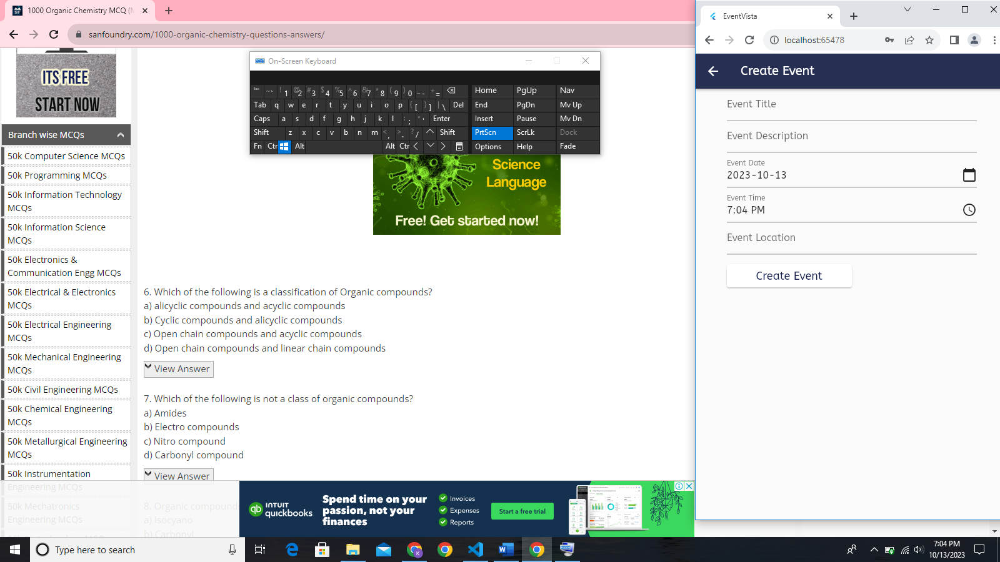 1000 Organic Chemistry MCQ (M
sanfoundry.com/1000-organic-chemistry-questions-answers/
ITS FREE
START NOW
Branch wise MCQs
50k Computer Science MCQs
50k Programming MCQs
50k Information Technology
MCQs
50k Information Science
MCQs
50k Electronics &
Communication Engg MCQs
50k Electrical & Electronics
MCQs
50k Electrical Engineering
MCQs
50k Mechanical Engineering
MCQs
50k Civil Engineering MCQs
50k Chemical Engineering
MCQs
50k Metallurgical Engineering
MCQs
50k Instrumentation
Engineering MCQs
50k Mechatronics
Engineering MCQs
On-Screen Keyboard
Esc ~ ` ! 1 @ 2 # 3 $ 4 % 5 ^ 6 & 7 * 8 ( 9 ) 0 _ - + = Home PgUp Nav
Tab q w e r t y u i o p { [ } ] | \ Del End PgDn Mv Up
Caps a s d f g h j k l : ; " ' Enter Insert Pause Mv Dn
Shift z x c v b n m < , > . ? / Shift PrtScn ScrLk Dock
Fn Ctr Alt Alt Ctr Options Help Fade
Science
Language
Free! Get started now!
6. Which of the following is a classification of Organic compounds?
a) alicyclic compounds and acyclic compounds
b) Cyclic compounds and alicyclic compounds
c) Open chain compounds and acyclic compounds
d) Open chain compounds and linear chain compounds
View Answer
7. Which of the following is not a class of organic compounds?
a) Amides
b) Electro compounds
c) Nitro compound
d) Carbonyl compound
View Answer
8. Organic compound
a) Isocyano
b) Carbonyl
INTUIT
quickbooks
Spend time on your
passion, not your
finances
Invoices
Expenses
Reports
Start a free trial
EventVista
localhost:65478
Create Event
Event Title
Event Description
Event Date
2023-10-13
Event Time
7:04 PM
Event Location
Create Event
Type here to search
7:04 PM
10/13/2023